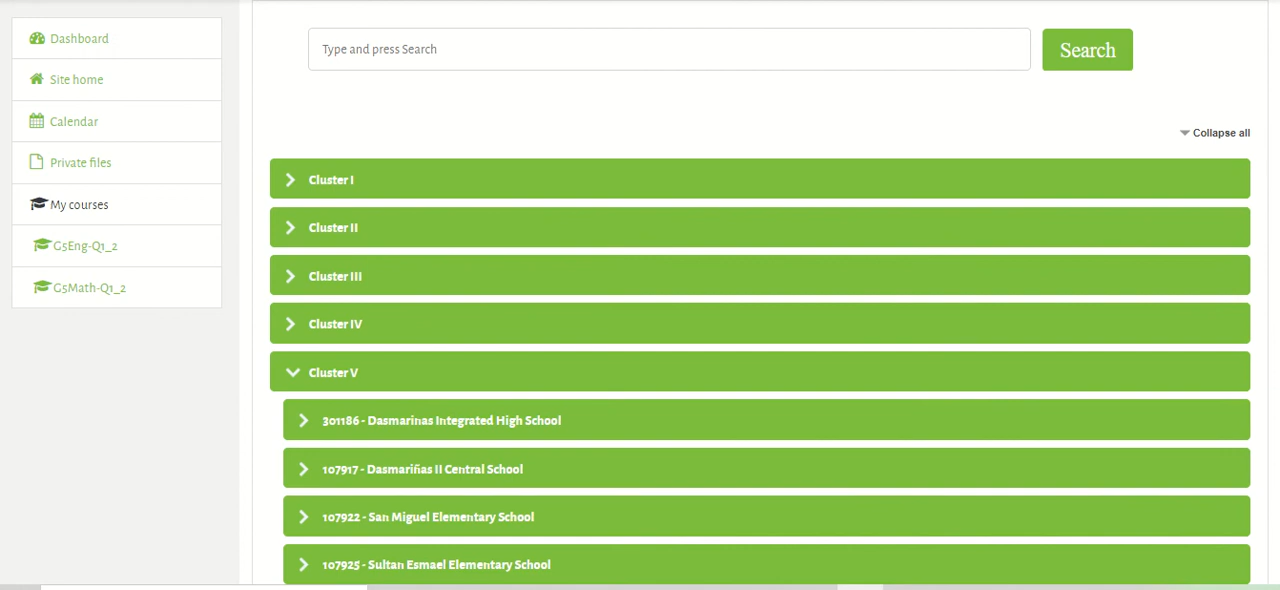 Dashboard
Site home
Calendar
Private files
My courses
G5Eng-Q1_2
G5Math-Q1_2
Type and press Search
Search
Collapse all
Cluster I
Cluster II
Cluster III
Cluster IV
Cluster V
301186 - Dasmarinas Integrated High School
107917 - Dasmariñas II Central School
107922 - San Miguel Elementary School
107925 - Sultan Esmael Elementary School